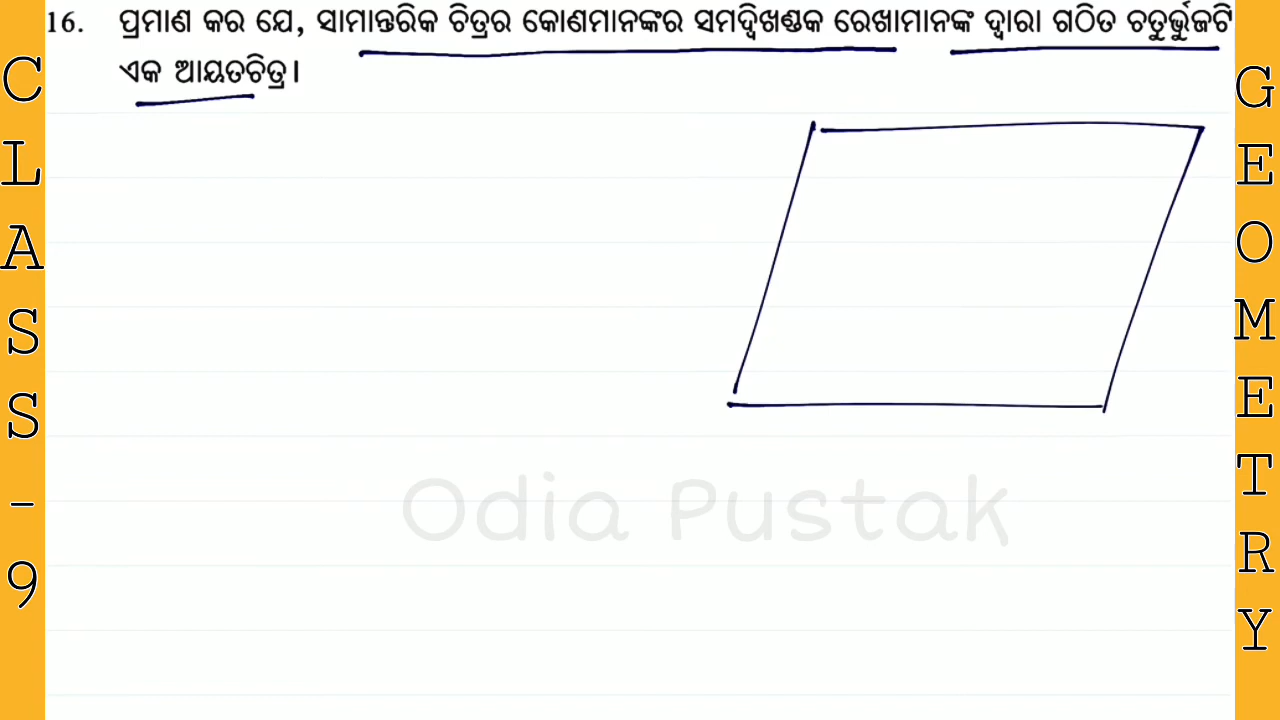 16. ପ୍ରମାଣ କର ଯେ, ସାମାନ୍ତରିକ ଚିତ୍ରର କୋଣମାନଙ୍କର ସମଦ୍ୱିଖଣ୍ଡକ ରେଖାମାନଙ୍କ ଦ୍ୱାରା ଗଠିତ ଚତୁର୍ଭୁଜଟି
ଏକ ଆୟତଚିତ୍ର।
CLASS-9
GEOMETRY
Odia Pustak